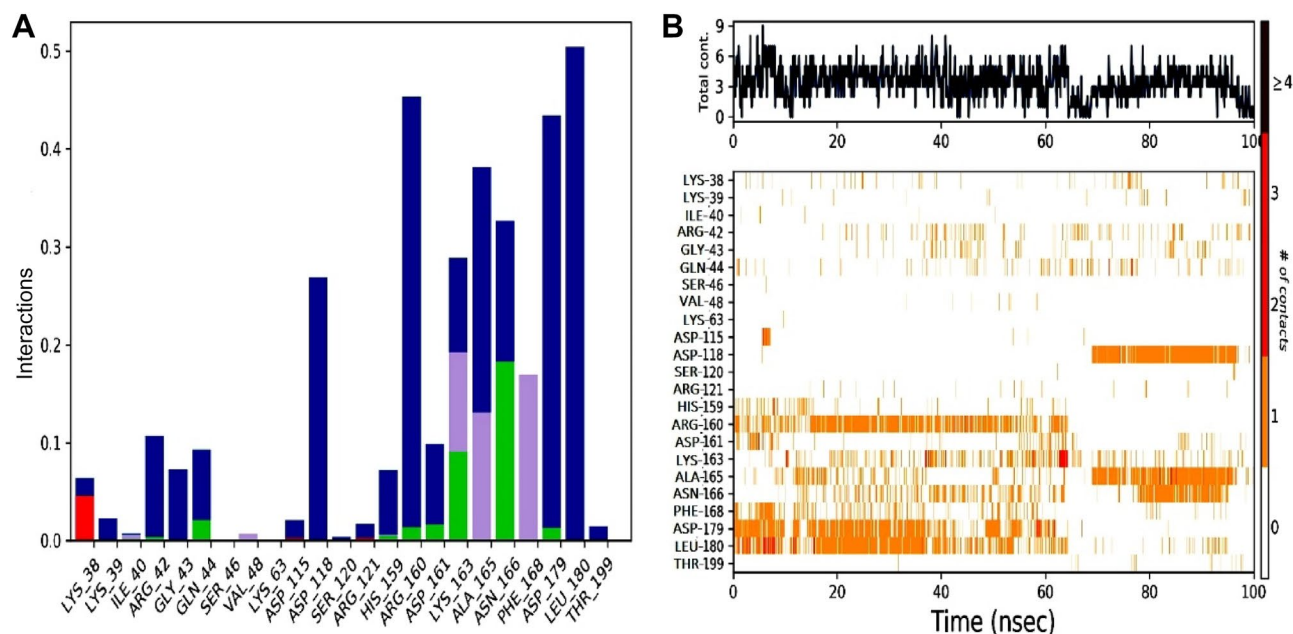 A
Interactions
0.5
0.4
0.3
0.2
0.1
0.0
LYS_38
LYS_39
ILE_40
ARG_42
GLY_43
GLN_44
SER_46
VAL_48
LYS_63
ASP_115
ASP_118
SER_120
ARG_121
HIS_159
ARG_160
ASP_161
LYS_163
ALA_165
ASN_166
PHE_168
ASP_179
LEU_180
THR_199
B
Total cont.
9
6
3
0
0 20 40 60 80 100
LYS-38
LYS-39
ILE-40
ARG-42
GLY-43
GLN-44
SER-46
VAL-48
LYS-63
ASP-115
ASP-118
SER-120
ARG-121
HIS-159
ARG-160
ASP-161
LYS-163
ALA-165
ASN-166
PHE-168
ASP-179
LEU-180
THR-199
0 20 40 60 80 100
Time (nsec)
≥4
3
2
1
0
# of contacts